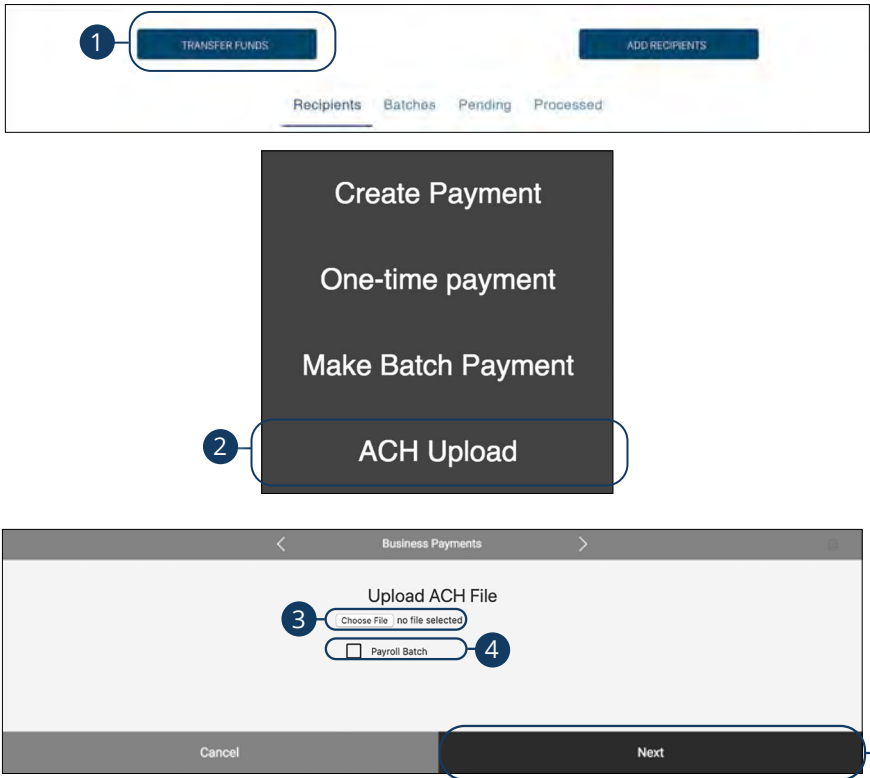 1 TRANSFER FUNDS ADD RECIPIENTS
Recipients Batches Pending Processed
Create Payment
One-time payment
Make Batch Payment
2 ACH Upload
Business Payments
Upload ACH File
3 Choose File no file selected
Payroll Batch 4
Cancel Next